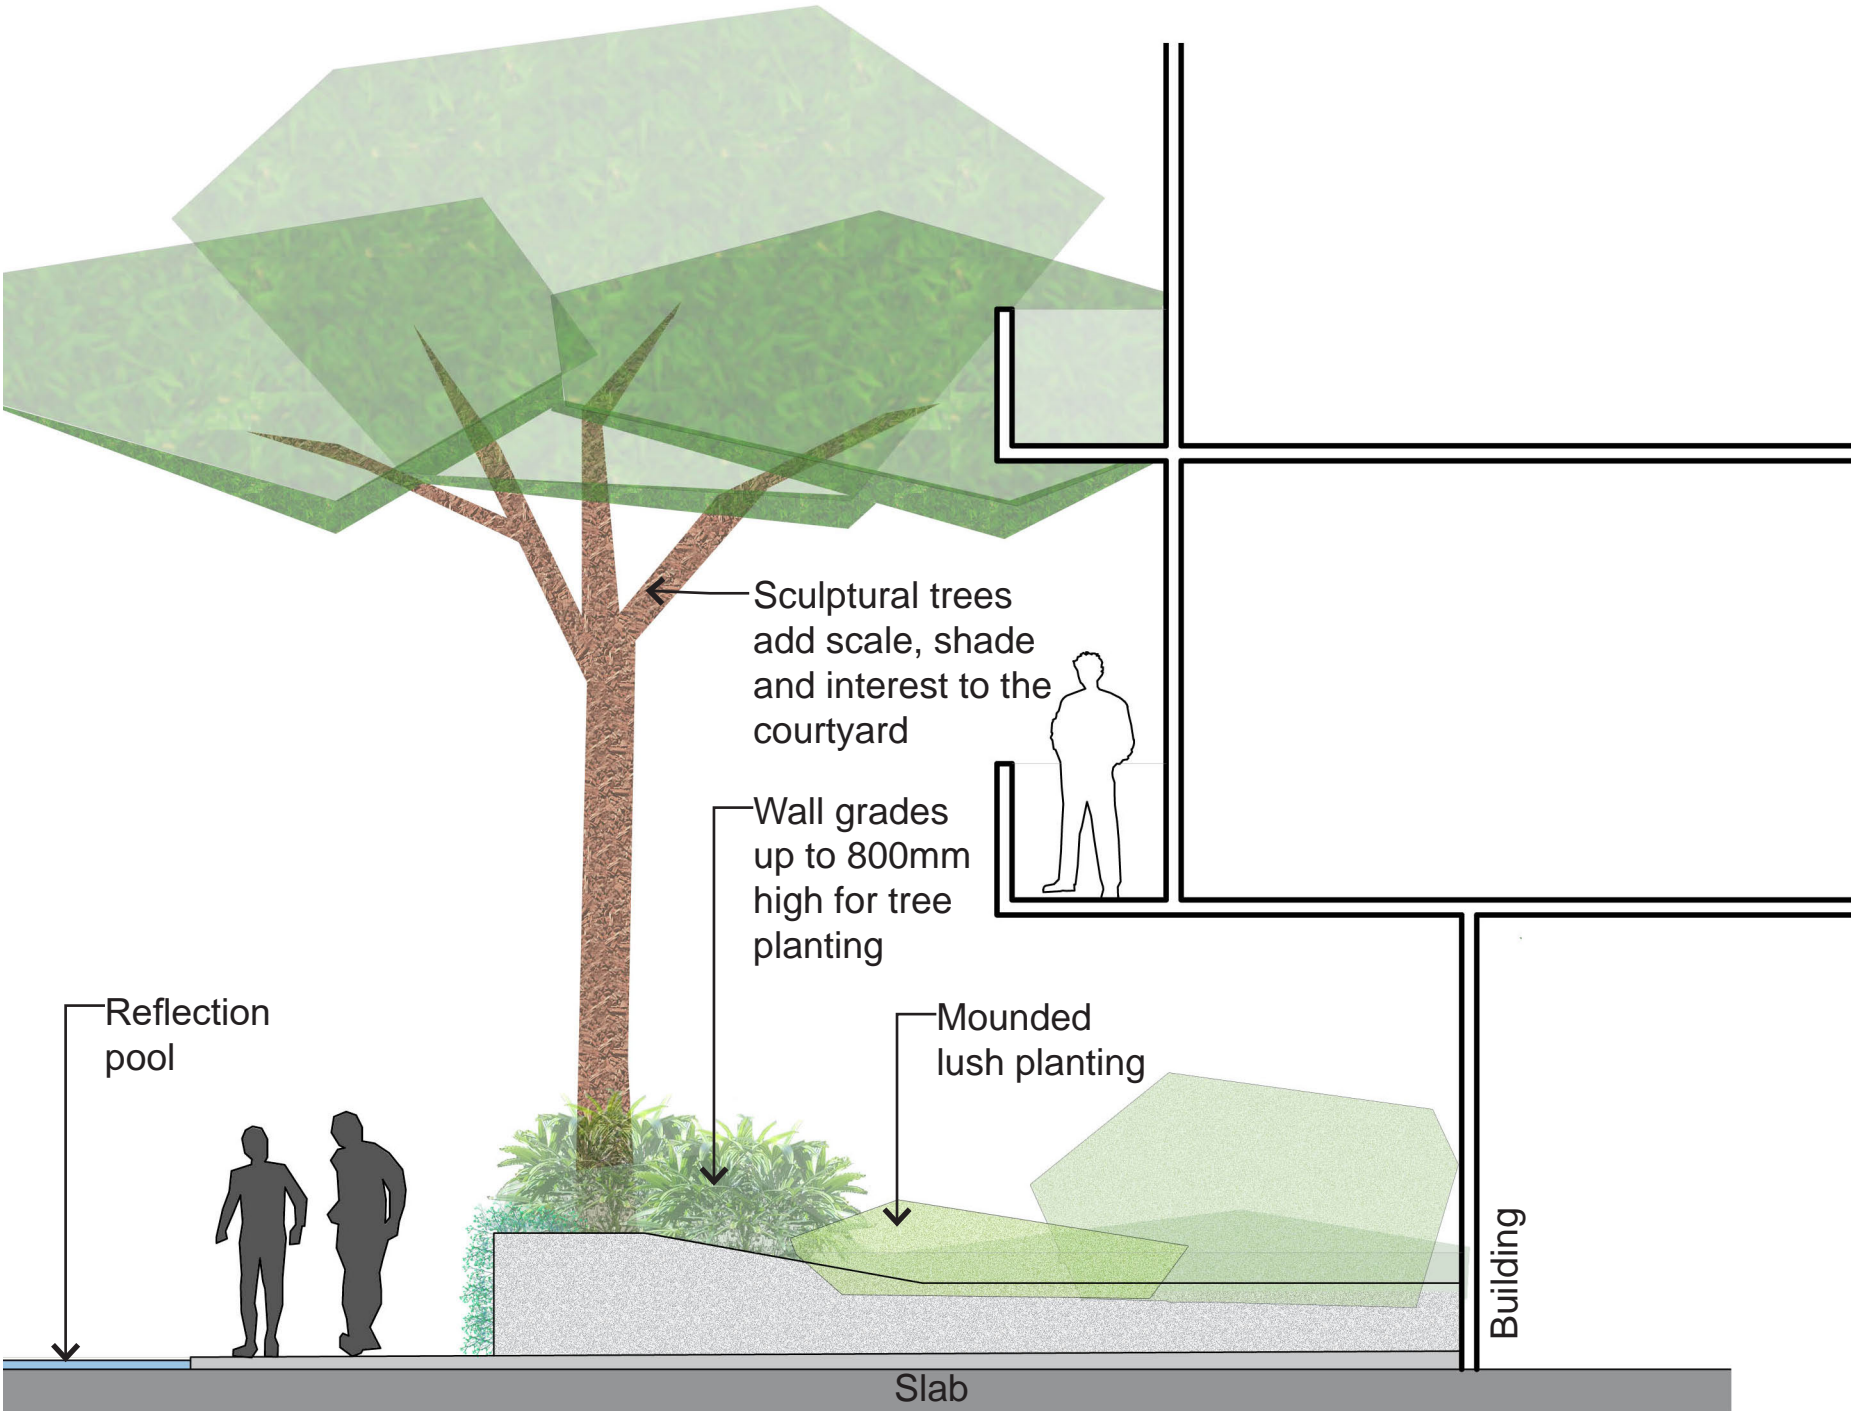 Sculptural trees
add scale, shade
and interest to the
courtyard
Wall grades
up to 800mm
high for tree
planting
Reflection
pool
Mounded
lush planting
Building
Slab